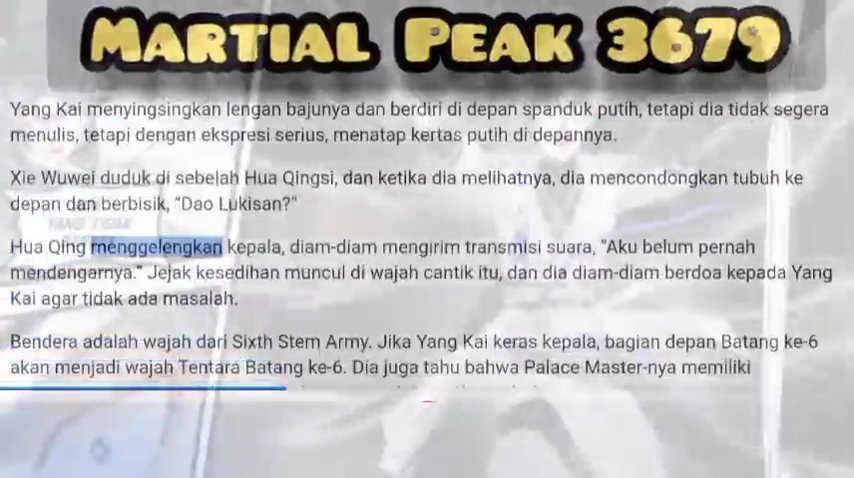 MARTIAL PEAK 3679
Yang Kai menyingsingkan lengan bajunya dan berdiri di depan spanduk putih, tetapi dia tidak segera
menulis, tetapi dengan ekspresi serius, menatap kertas putih di depannya.
Xie Wuwei duduk di sebelah Hua Qingsi, dan ketika dia melihatnya, dia mencondongkan tubuh ke
depan dan berbisik, "Dao Lukisan?"
Hua Qing menggelengkan kepala, diam-diam mengirim transmisi suara, "Aku belum pernah
mendengarnya." Jejak kesedihan muncul di wajah cantik itu, dan dia diam-diam berdoa kepada Yang
Kai agar tidak ada masalah.
Bendera adalah wajah dari Sixth Stem Army. Jika Yang Kai keras kepala, bagian depan Batang ke-6
akan menjadi wajah Tentara Batang ke-6. Dia juga tahu bahwa Palace Master-nya memiliki